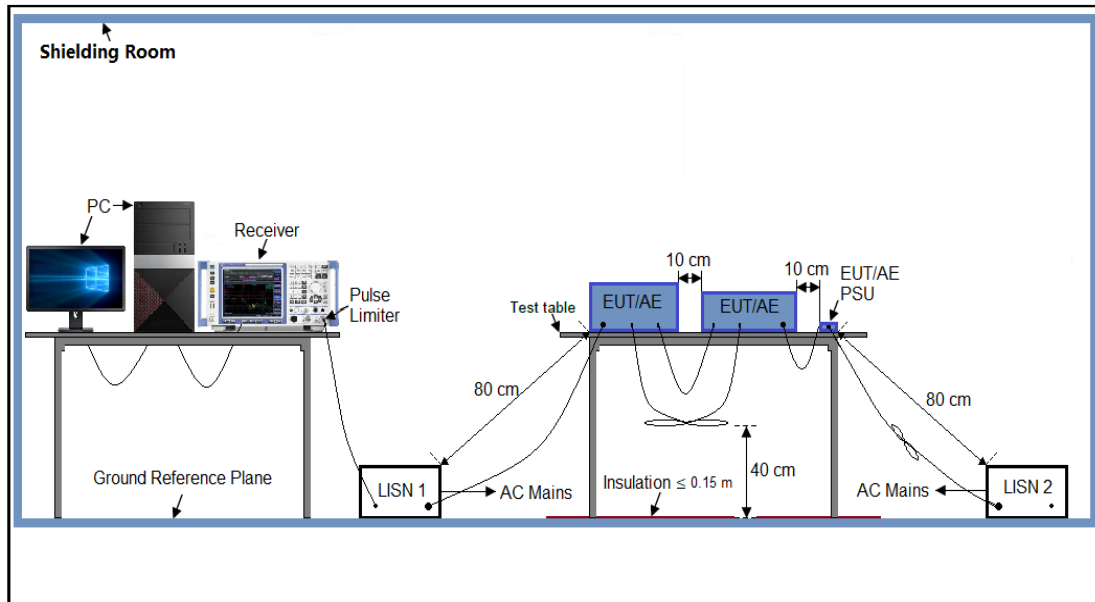 Shielding Room
PC
Receiver
Pulse
Limiter
Test table
EUT/AE
10 cm
EUT/AE
10 cm
EUT/AE
PSU
80 cm
80 cm
40 cm
Ground Reference Plane
LISN 1
AC Mains
Insulation ≤ 0.15 m
AC Mains
LISN 2